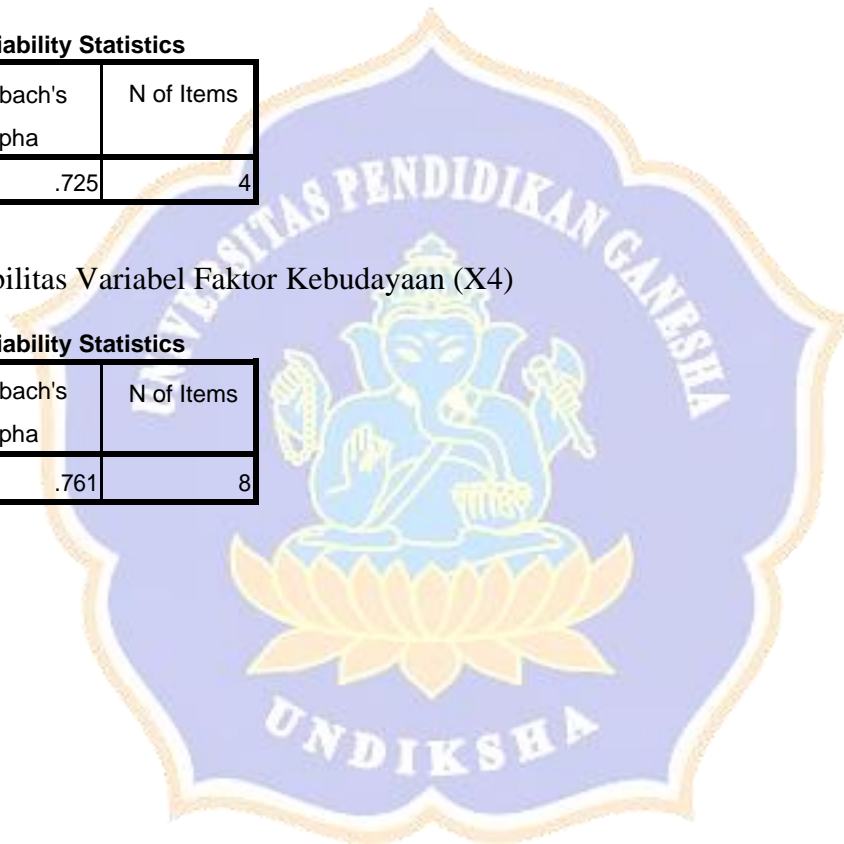 iability Statistics
bach's N of Items
pha
.725 4
bilitas Variabel Faktor Kebudayaan (X4)
iability Statistics
bach's N of Items
pha
.761 8
UNIVERSITAS PENDIDIKAN GANESHA
UNDIKSHA